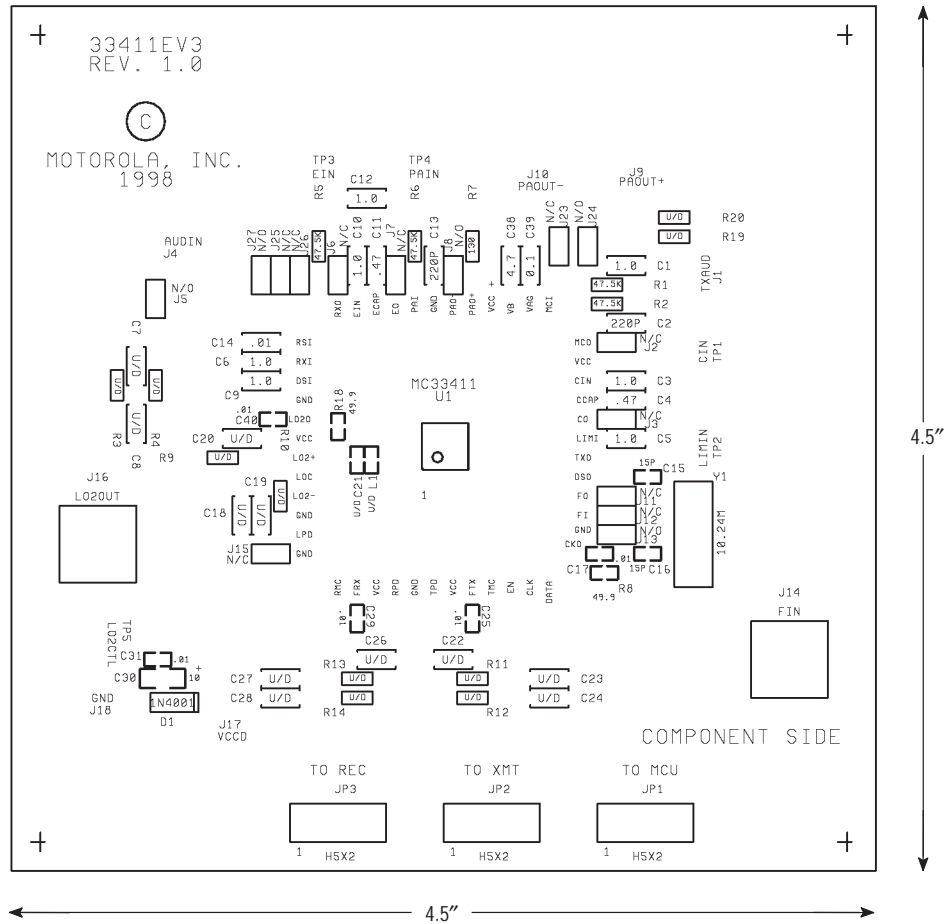 33411EV3
REV. 1.0
C
MOTOROLA, INC.
1998
TP3
EIN
TP4
PAIN
J10
PAOUT-
J9
PAOUT+
R5
C12
1.0
R6
R7
N/C
J23
N/O
J24
U/D R20
U/D R19
AUDIN
J4
J27
N/O
J25
N/C
N/C
J26
47.5K
J6
N/C
C10
1.0
C11
.47
J7
N/C
47.5K
C13
220P
J8
N/O
130
C38
4.7
C39
0.1
1.0 C1
47.5K R1
47.5K R2
TXAUD
J1
N/O
J5
RXO
EIN
ECAP
EO
PAI
GND
PAO-
PAO+
VCC
+
VB
VAG
MCI
220P C2
MCO N/C
J2
VCC
CIN
TP1
C7
U/D
U/D
U/D
U/D
R3
R4
C8
R9
C14 .01 RSI
C6 1.0 RXI
1.0 DSI
C9 GND
.01
C40 LO2O
C20 U/D VCC
R10
U/D LO2+
LOC
C19
U/D LO2-
C18 U/D U/D GND
LPD
J15
N/C GND
R18
49.9
U/D C21
U/D L1
MC33411
U1
1
CIN 1.0 C3
CCAP .47 C4
CO N/C
J3
LIMI 1.0 C5
TXO
LIMIN
TP2
DSO 15P C15
Y1
10.24M
FO N/C
J11
FI N/C
J12
GND N/O
J13
CKO .01
C17 15P C16
R8
49.9
J16
LO2OUT
J14
FIN
RMC
FRX
VCC
RPD
GND
TPD
VCC
FTX
TMC
EN
CLK
DATA
.01 C29
.01 C25
C26
U/D
C22
U/D
TP5
LO2CTL
C31 .01
C30 +
10
GND
J18
1N4001
D1
J17
VCCD
C27 U/D
C28 U/D
R13
U/D
U/D
R14
R11
U/D
U/D
R12
U/D C23
U/D C24
COMPONENT SIDE
TO REC
JP3
1 H5X2
TO XMT
JP2
1 H5X2
TO MCU
JP1
1 H5X2
4.5″
4.5″